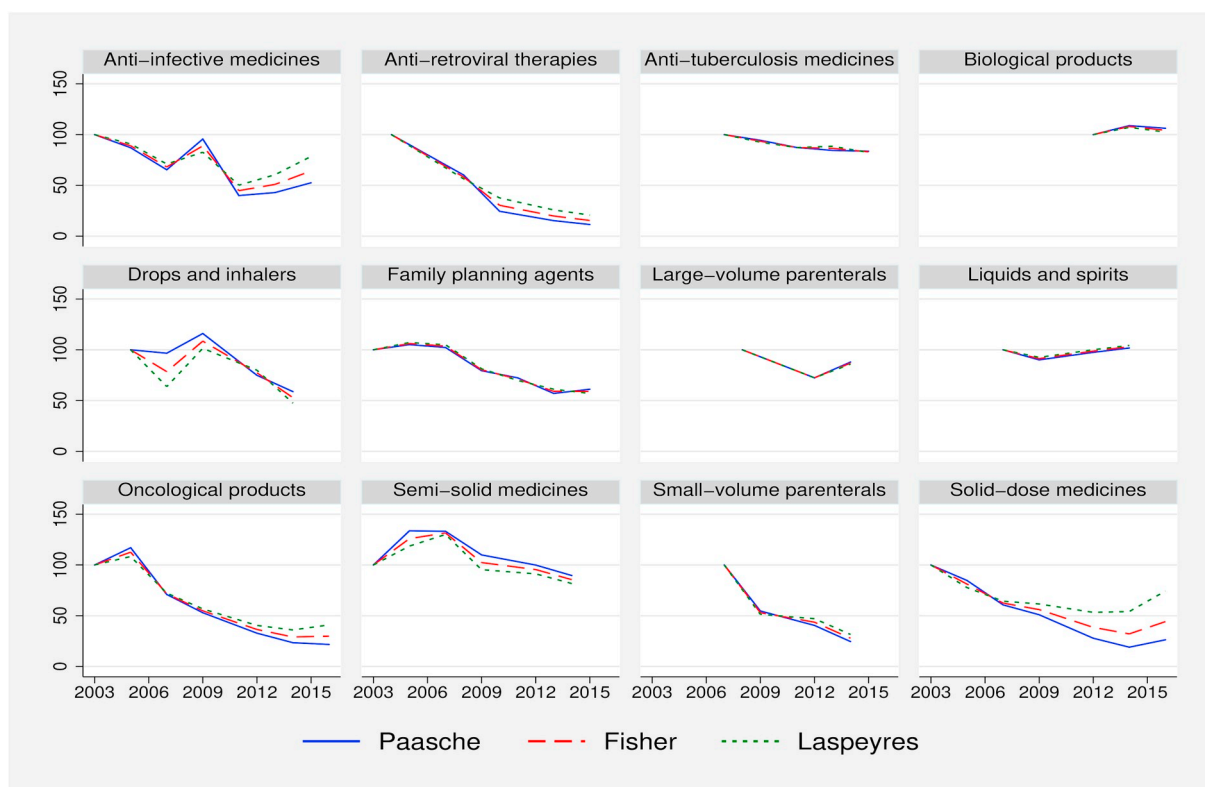 Anti−infective medicines
Anti−retroviral therapies
Anti−tuberculosis medicines
Biological products
150
100
50
0
Drops and inhalers
Family planning agents
Large−volume parenterals
Liquids and spirits
150
100
50
0
Oncological products
Semi−solid medicines
Small−volume parenterals
Solid−dose medicines
150
100
50
0
2003 2006 2009 2012 2015
2003 2006 2009 2012 2015
2003 2006 2009 2012 2015
2003 2006 2009 2012 2015
Paasche
Fisher
Laspeyres